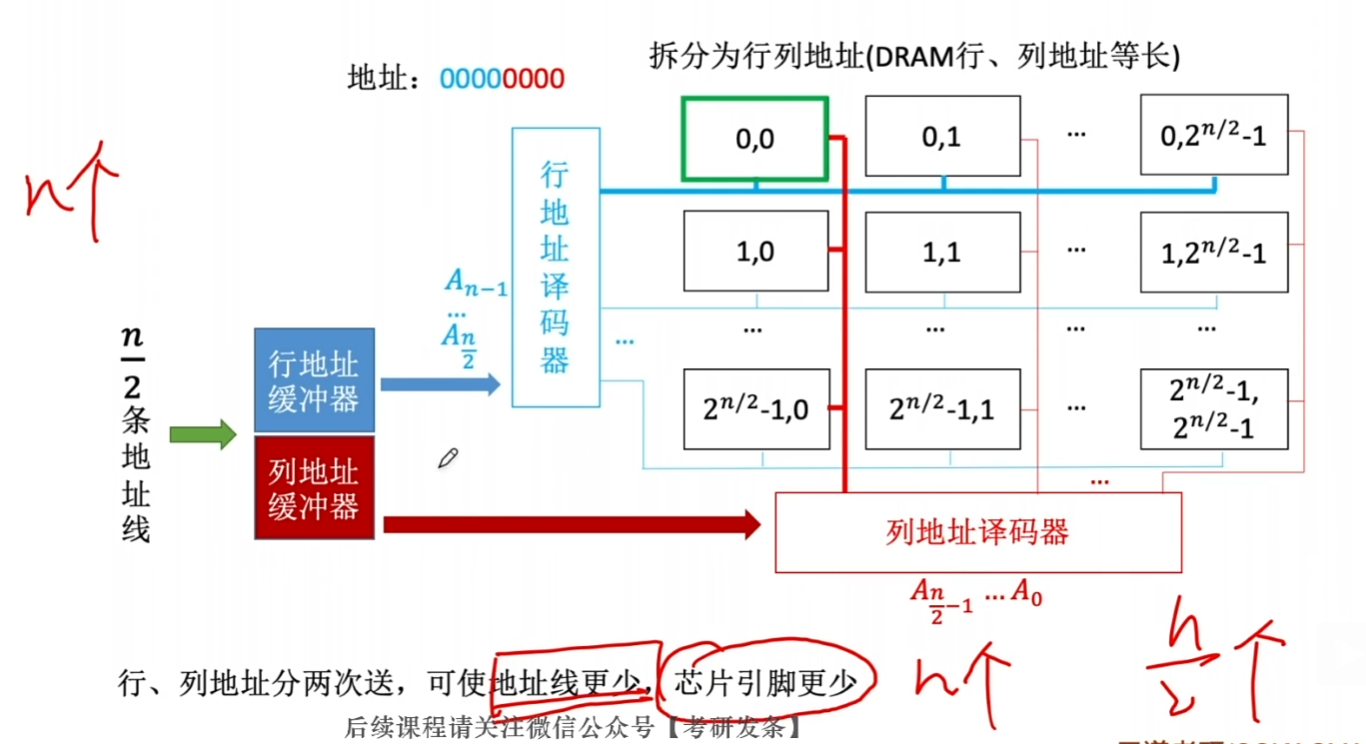 拆分为行列地址(DRAM行、列地址等长)
地址：00000000
n个
行地址译码器
0,0
0,1
...
0,2^{n/2}-1
1,0
1,1
...
1,2^{n/2}-1
A_{n-1}
...
A_{n/2}
...
...
...
...
...
n/2条地址线
行地址缓冲器
列地址缓冲器
2^{n/2}-1,0
2^{n/2}-1,1
...
2^{n/2}-1,
2^{n/2}-1
...
列地址译码器
A_{n/2-1} ... A_0
n个
n/2个
行、列地址分两次送，可使地址线更少，芯片引脚更少
后续课程请关注微信公众号【考研发条】